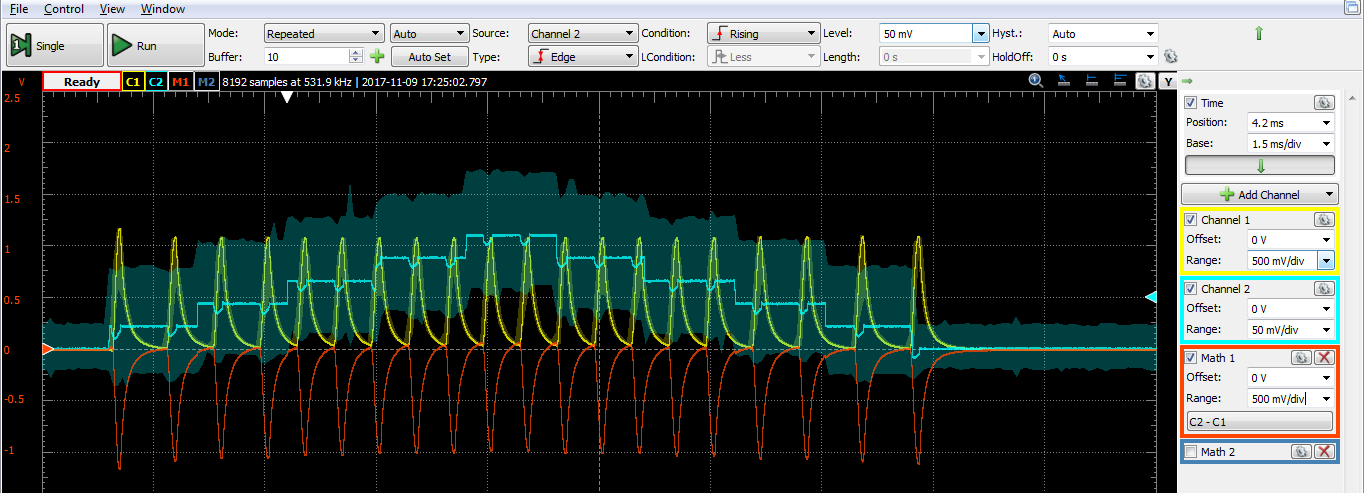 File Control View Window
Single
Run
Mode: Repeated Auto Source: Channel 2 Condition: Rising Level: 50 mV Hyst.: Auto
Buffer: 10 Auto Set Type: Edge LCondition: Less Length: 0 s HoldOff: 0 s
V Ready C1 C2 M1 M2 8192 samples at 531.9 kHz | 2017-11-09 17:25:02.797 Y
2.5
2
1.5
1
0.5
0
-0.5
-1
Time
Position: 4.2 ms
Base: 1.5 ms/div
Add Channel
Channel 1
Offset: 0 V
Range: 500 mV/div
Channel 2
Offset: 0 V
Range: 50 mV/div
Math 1
Offset: 0 V
Range: 500 mV/div
C2 - C1
Math 2